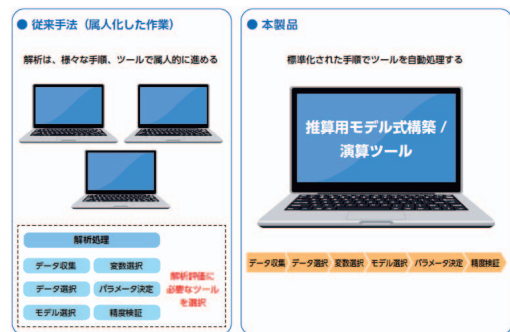 ● 従来手法（属人化した作業）
解析は、様々な手順、ツールで属人的に進める
解析処理
データ収集
変数選択
データ選択
パラメータ決定
モデル選択
精度検証
解析評価に
必要なツール
を選択
● 本製品
標準化された手順でツールを自動処理する
推算用モデル式構築 /
演算ツール
データ収集 データ選択 変数選択 モデル選択 パラメータ決定 精度検証